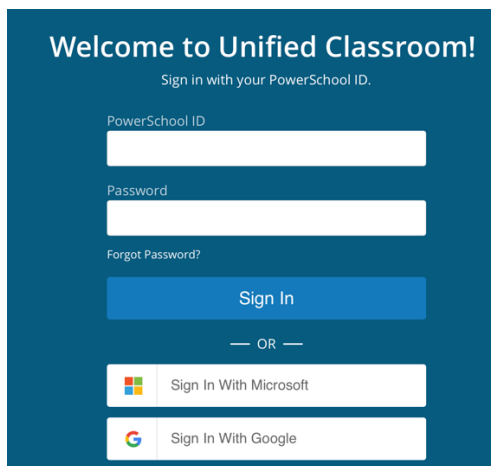 Welcome to Unified Classroom!
Sign in with your PowerSchool ID.
PowerSchool ID
Password
Forgot Password?
Sign In
OR
Sign In With Microsoft
Sign In With Google